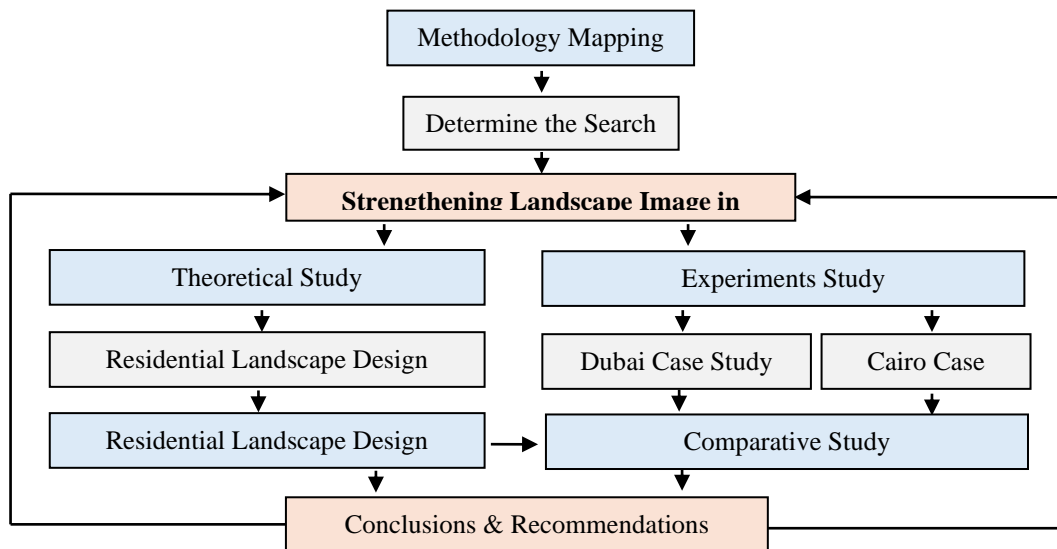 Methodology Mapping
Determine the Search
Strengthening Landscape Image in
Theoretical Study
Experiments Study
Residential Landscape Design
Dubai Case Study
Cairo Case
Residential Landscape Design
Comparative Study
Conclusions & Recommendations